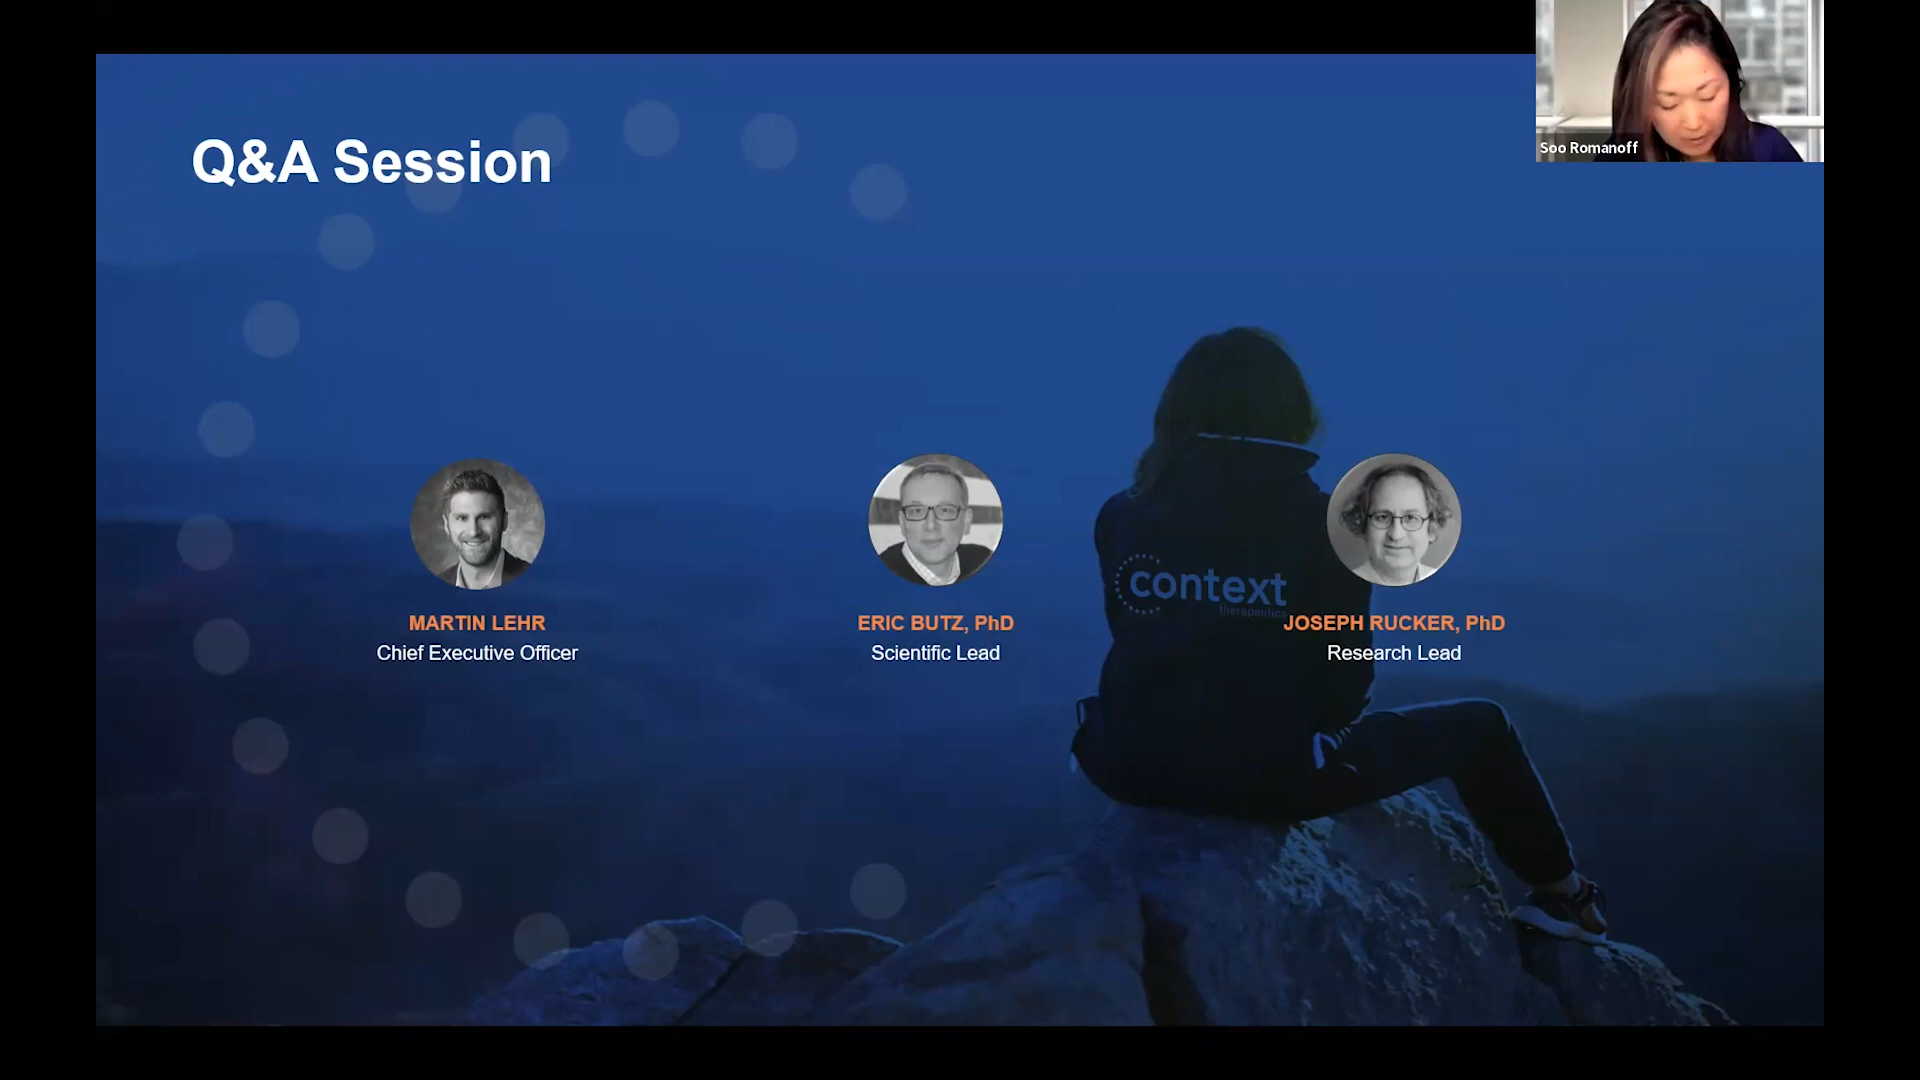 Q&A Session
Soo Romanoff
context
therapeutics
MARTIN LEHR
Chief Executive Officer
ERIC BUTZ, PhD
Scientific Lead
JOSEPH RUCKER, PhD
Research Lead